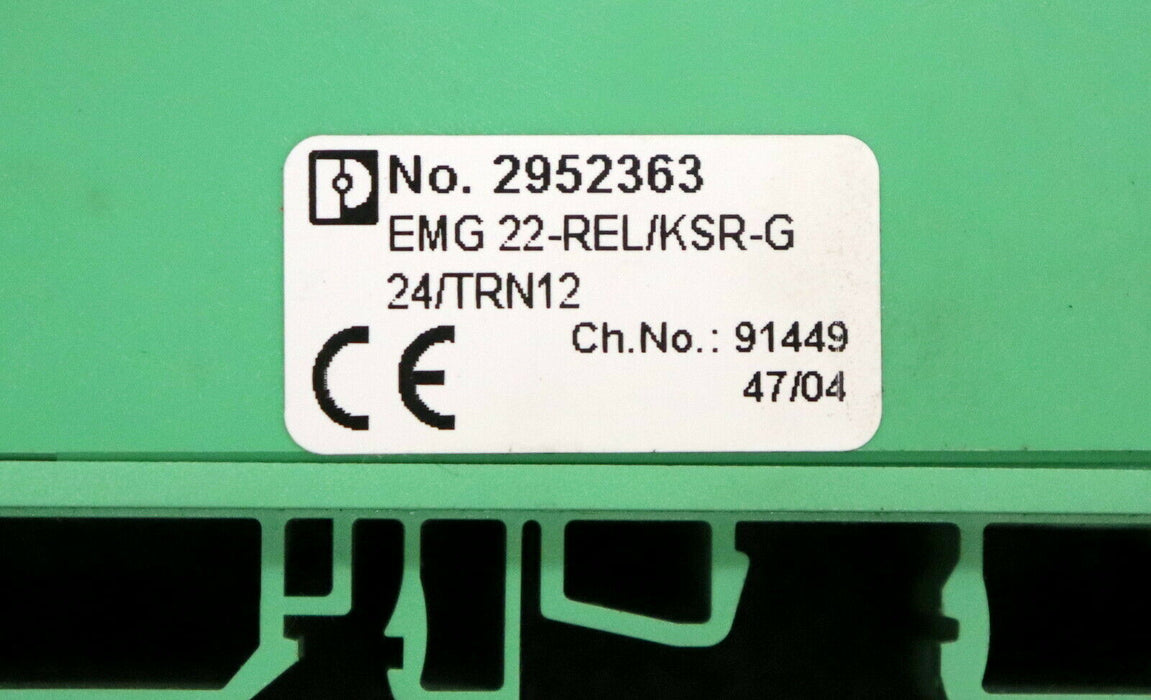 No. 2952363
EMG 22-REL/KSR-G
24/TRN12
CE
Ch.No.: 91449
47/04